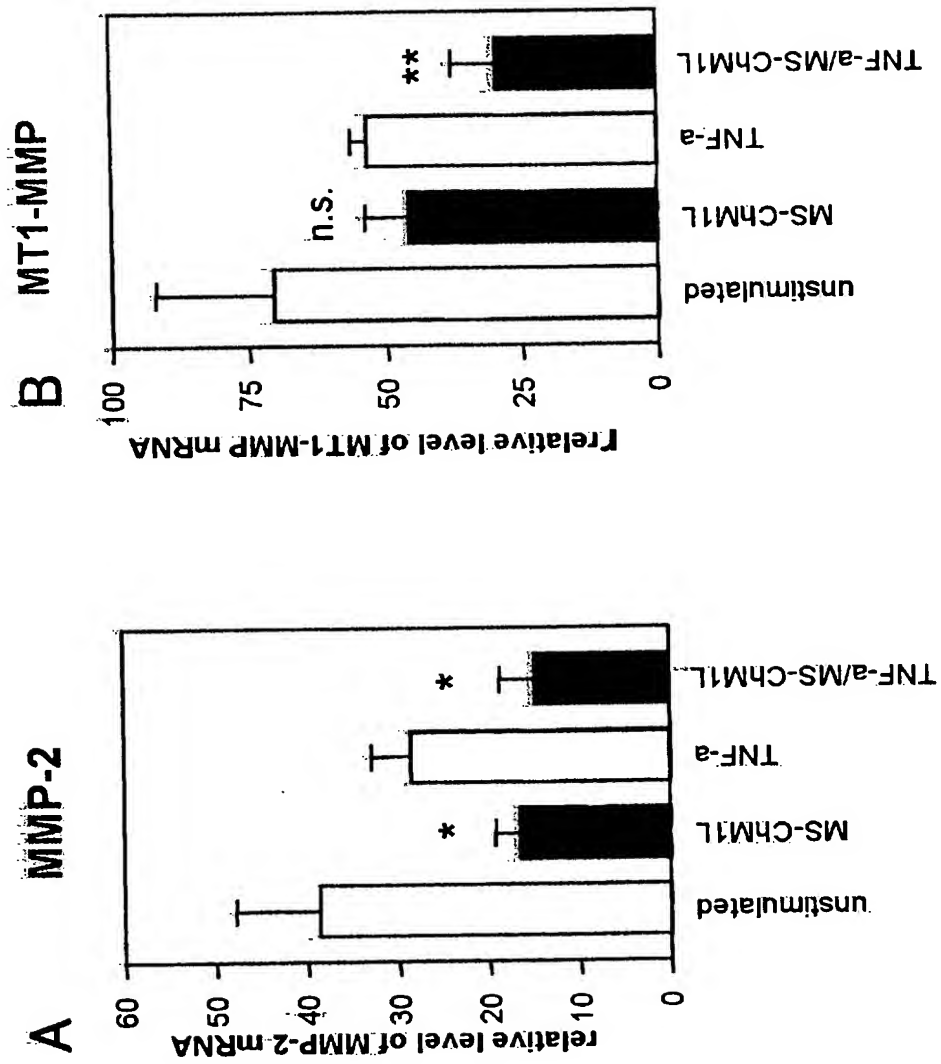 A
MMP-2
relative level of MMP-2 mRNA
60
50
40
30
20
10
0
*
*
unstimulated
MS-ChM1L
TNF-a
TNF-a/MS-ChM1L
B
MT1-MMP
relative level of MT1-MMP mRNA
100
75
50
25
0
n.s.
**
unstimulated
MS-ChM1L
TNF-a
TNF-a/MS-ChM1L